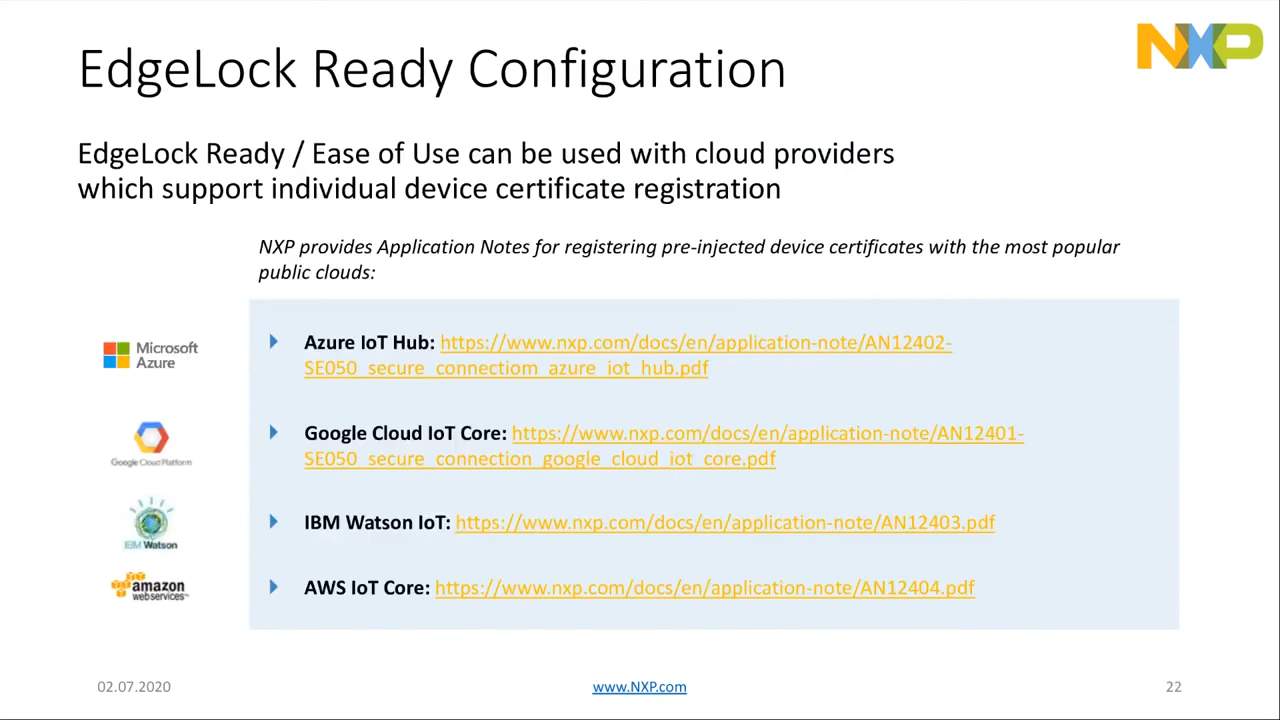 EdgeLock Ready Configuration
NXP
EdgeLock Ready / Ease of Use can be used with cloud providers
which support individual device certificate registration
NXP provides Application Notes for registering pre-injected device certificates with the most popular
public clouds:
Microsoft
Azure
Azure IoT Hub: https://www.nxp.com/docs/en/application-note/AN12402-
SE050_secure_connectiom_azure_iot_hub.pdf
Google Cloud Platform
Google Cloud IoT Core: https://www.nxp.com/docs/en/application-note/AN12401-
SE050_secure_connection_google_cloud_iot_core.pdf
IBM Watson
IBM Watson IoT: https://www.nxp.com/docs/en/application-note/AN12403.pdf
amazon
webservices™
AWS IoT Core: https://www.nxp.com/docs/en/application-note/AN12404.pdf
02.07.2020
www.NXP.com
22